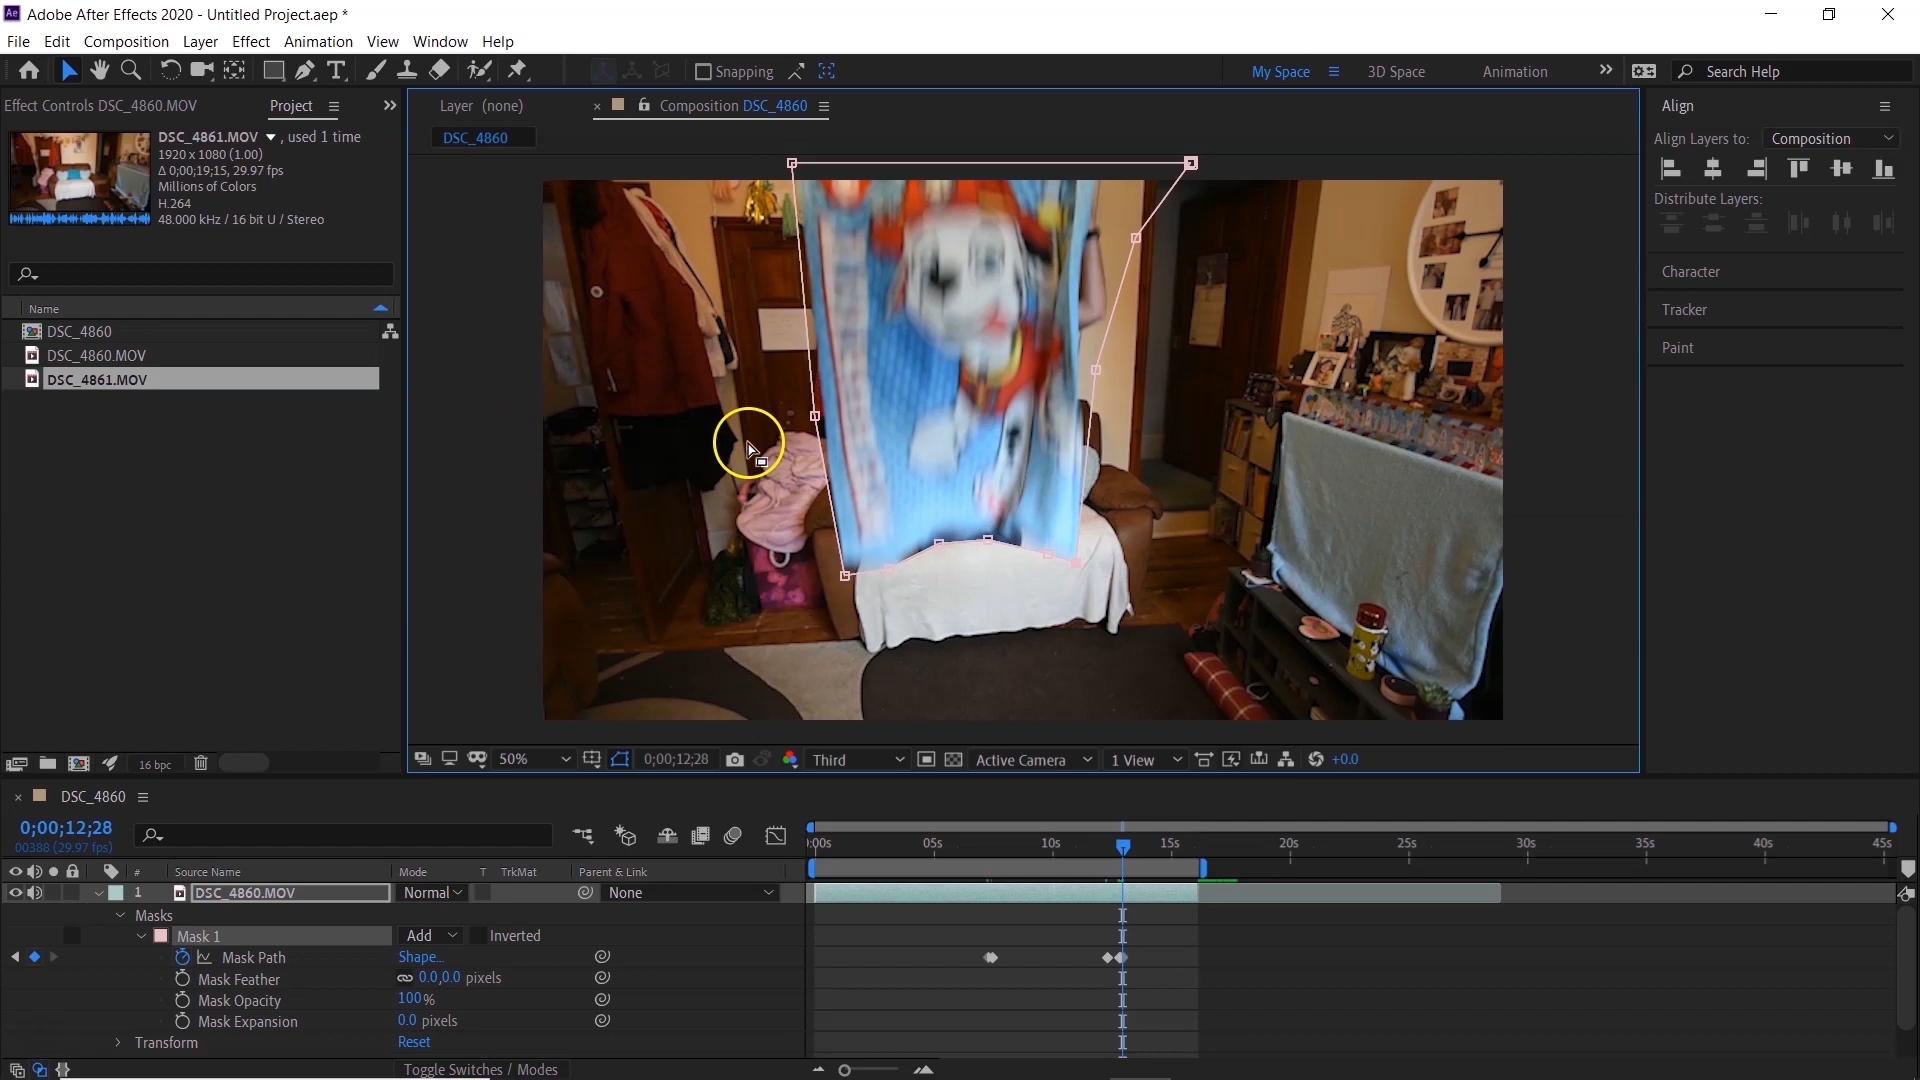 Ae Adobe After Effects 2020 - Untitled Project.aep *
File Edit Composition Layer Effect Animation View Window Help
Snapping My Space 3D Space Animation Search Help
Effect Controls DSC_4860.MOV Project
DSC_4861.MOV , used 1 time
1920 x 1080 (1.00)
Δ 0;00;19;15, 29.97 fps
Millions of Colors
H.264
48.000 kHz / 16 bit U / Stereo
Name
DSC_4860
DSC_4860.MOV
DSC_4861.MOV
16 bpc
Layer (none) Composition DSC_4860
DSC_4860
50% 0;00;12;28 Third Active Camera 1 View +0.0
Align
Align Layers to: Composition
Distribute Layers:
Character
Tracker
Paint
DSC_4860
0;00;12;28
00388 (29.97 fps)
:00s 05s 10s 15s 20s 25s 30s 35s 40s 45s
# Source Name Mode T TrkMat Parent & Link
1 DSC_4860.MOV Normal None
Masks
Mask 1 Add Inverted
Mask Path Shape...
Mask Feather 0.0,0.0 pixels
Mask Opacity 100%
Mask Expansion 0.0 pixels
Transform Reset
Toggle Switches / Modes